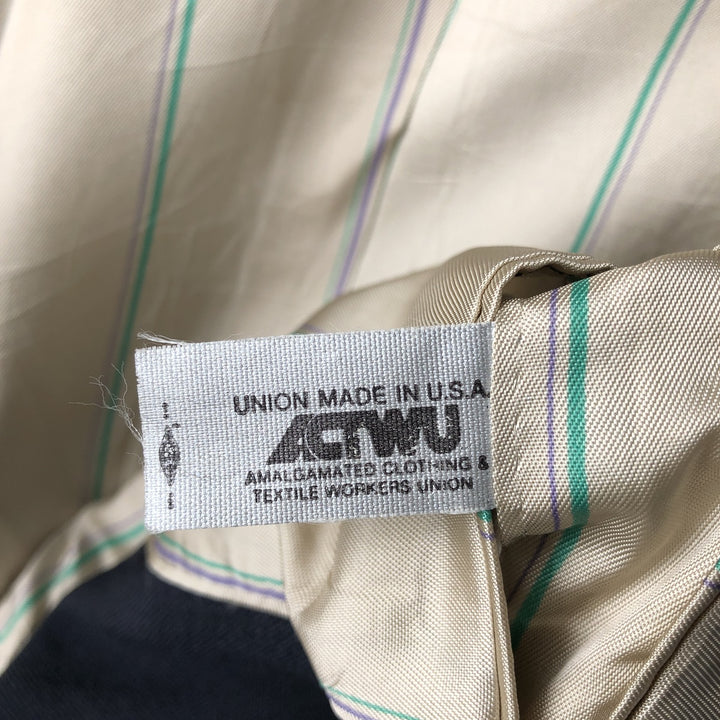 UNION MADE IN U.S.A.
ACTWU
AMALGAMATED CLOTHING &
TEXTILE WORKERS UNION